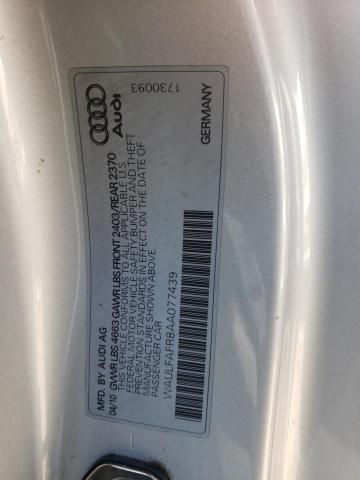 1730093
Audi
GERMANY
MFD. BY AUDI AG
04/10 GVWR LBS 4663 GAWR LBS FRONT 2403/REAR 2370
THIS VEHICLE CONFORMS TO ALL APPLICABLE U.S.
FEDERAL MOTOR VEHICLE SAFETY, BUMPER AND THEFT
PREVENTION STANDARDS IN EFFECT ON THE DATE OF
MANUFACTURE SHOWN ABOVE
PASSENGER CAR
WAULFAFR8AA077439